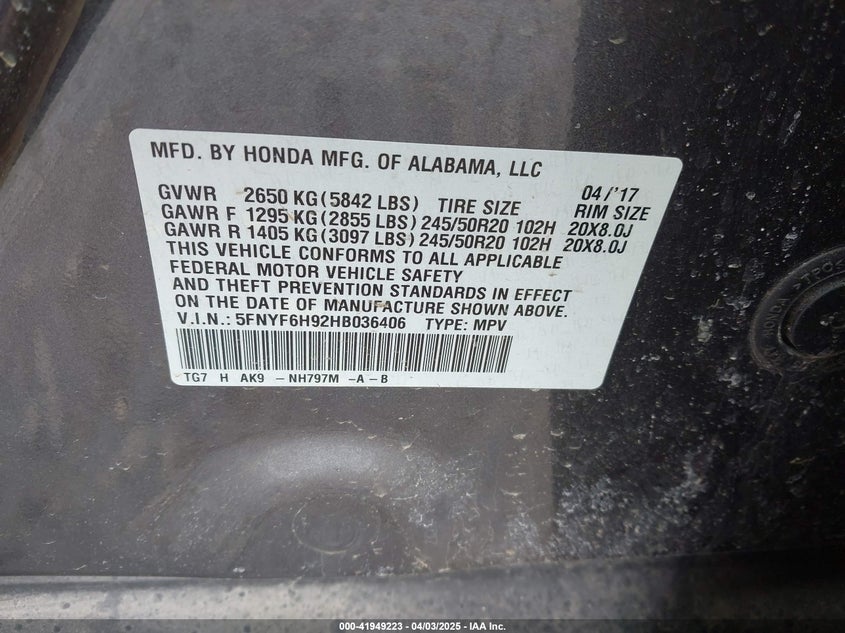 MFD. BY HONDA MFG. OF ALABAMA, LLC
04/'17
GVWR 2650 KG(5842 LBS) TIRE SIZE RIM SIZE
GAWR F 1295 KG(2855 LBS)245/50R20 102H 20X8.0J
GAWR R 1405 KG(3097 LBS)245/50R20 102H 20X8.0J
THIS VEHICLE CONFORMS TO ALL APPLICABLE
FEDERAL MOTOR VEHICLE SAFETY
AND THEFT PREVENTION STANDARDS IN EFFECT
ON THE DATE OF MANUFACTURE SHOWN ABOVE.
V.I.N.: 5FNYF6H92HB036406 TYPE: MPV
TG7 H AK9 -NH797M -A-B
HONDA
000-41949223 - 04/03/2025 - IAA Inc.